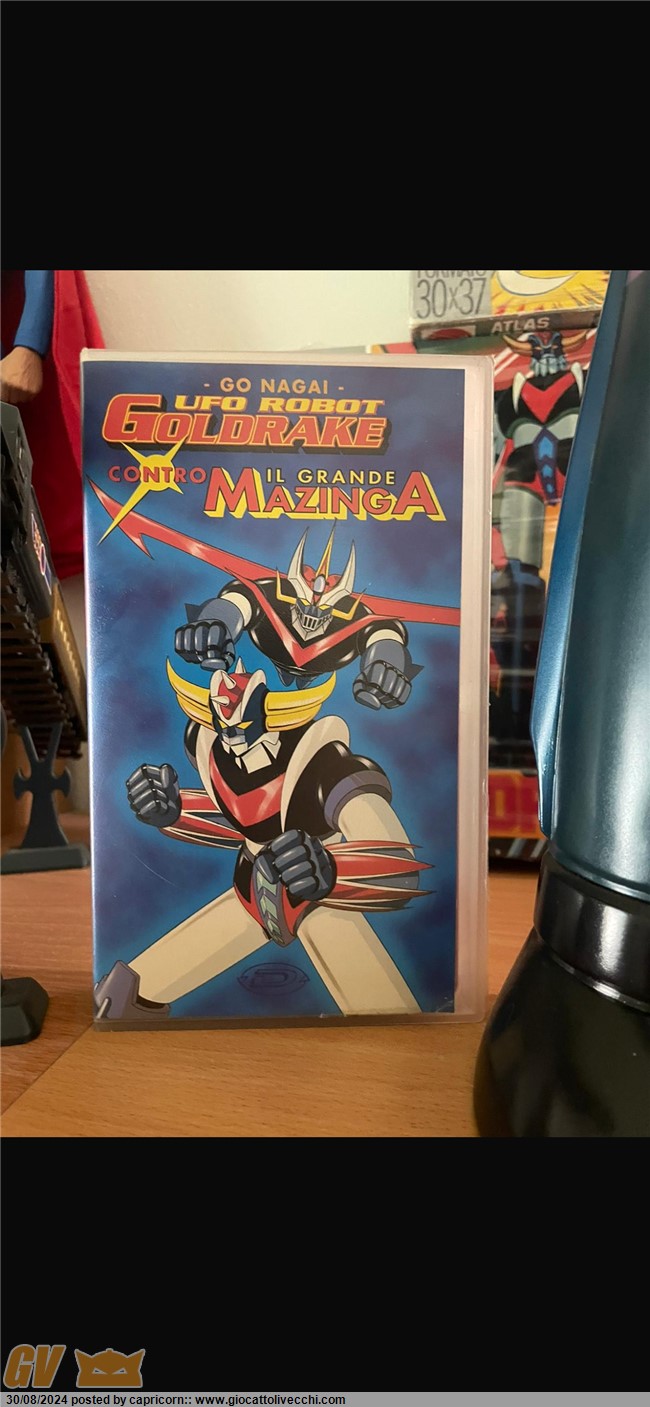 FORMATO
30x37
ATLAS
- GO NAGAI -
UFO ROBOT
GOLDRAKE
CONTRO IL GRANDE
MAZINGA
D
GV
30/08/2024 posted by capricorn:: www.giocattolivecchi.com